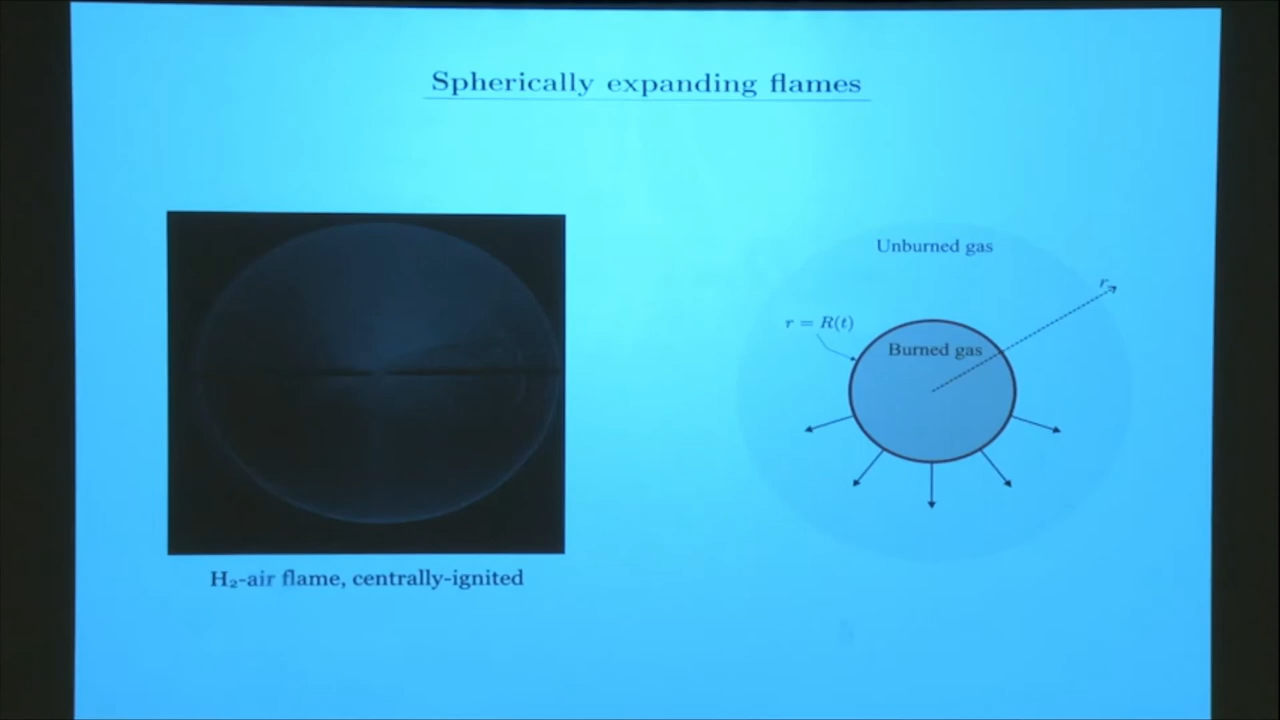 Spherically expanding flames
Unburned gas
r
r = R(t)
Burned gas
H₂-air flame, centrally-ignited